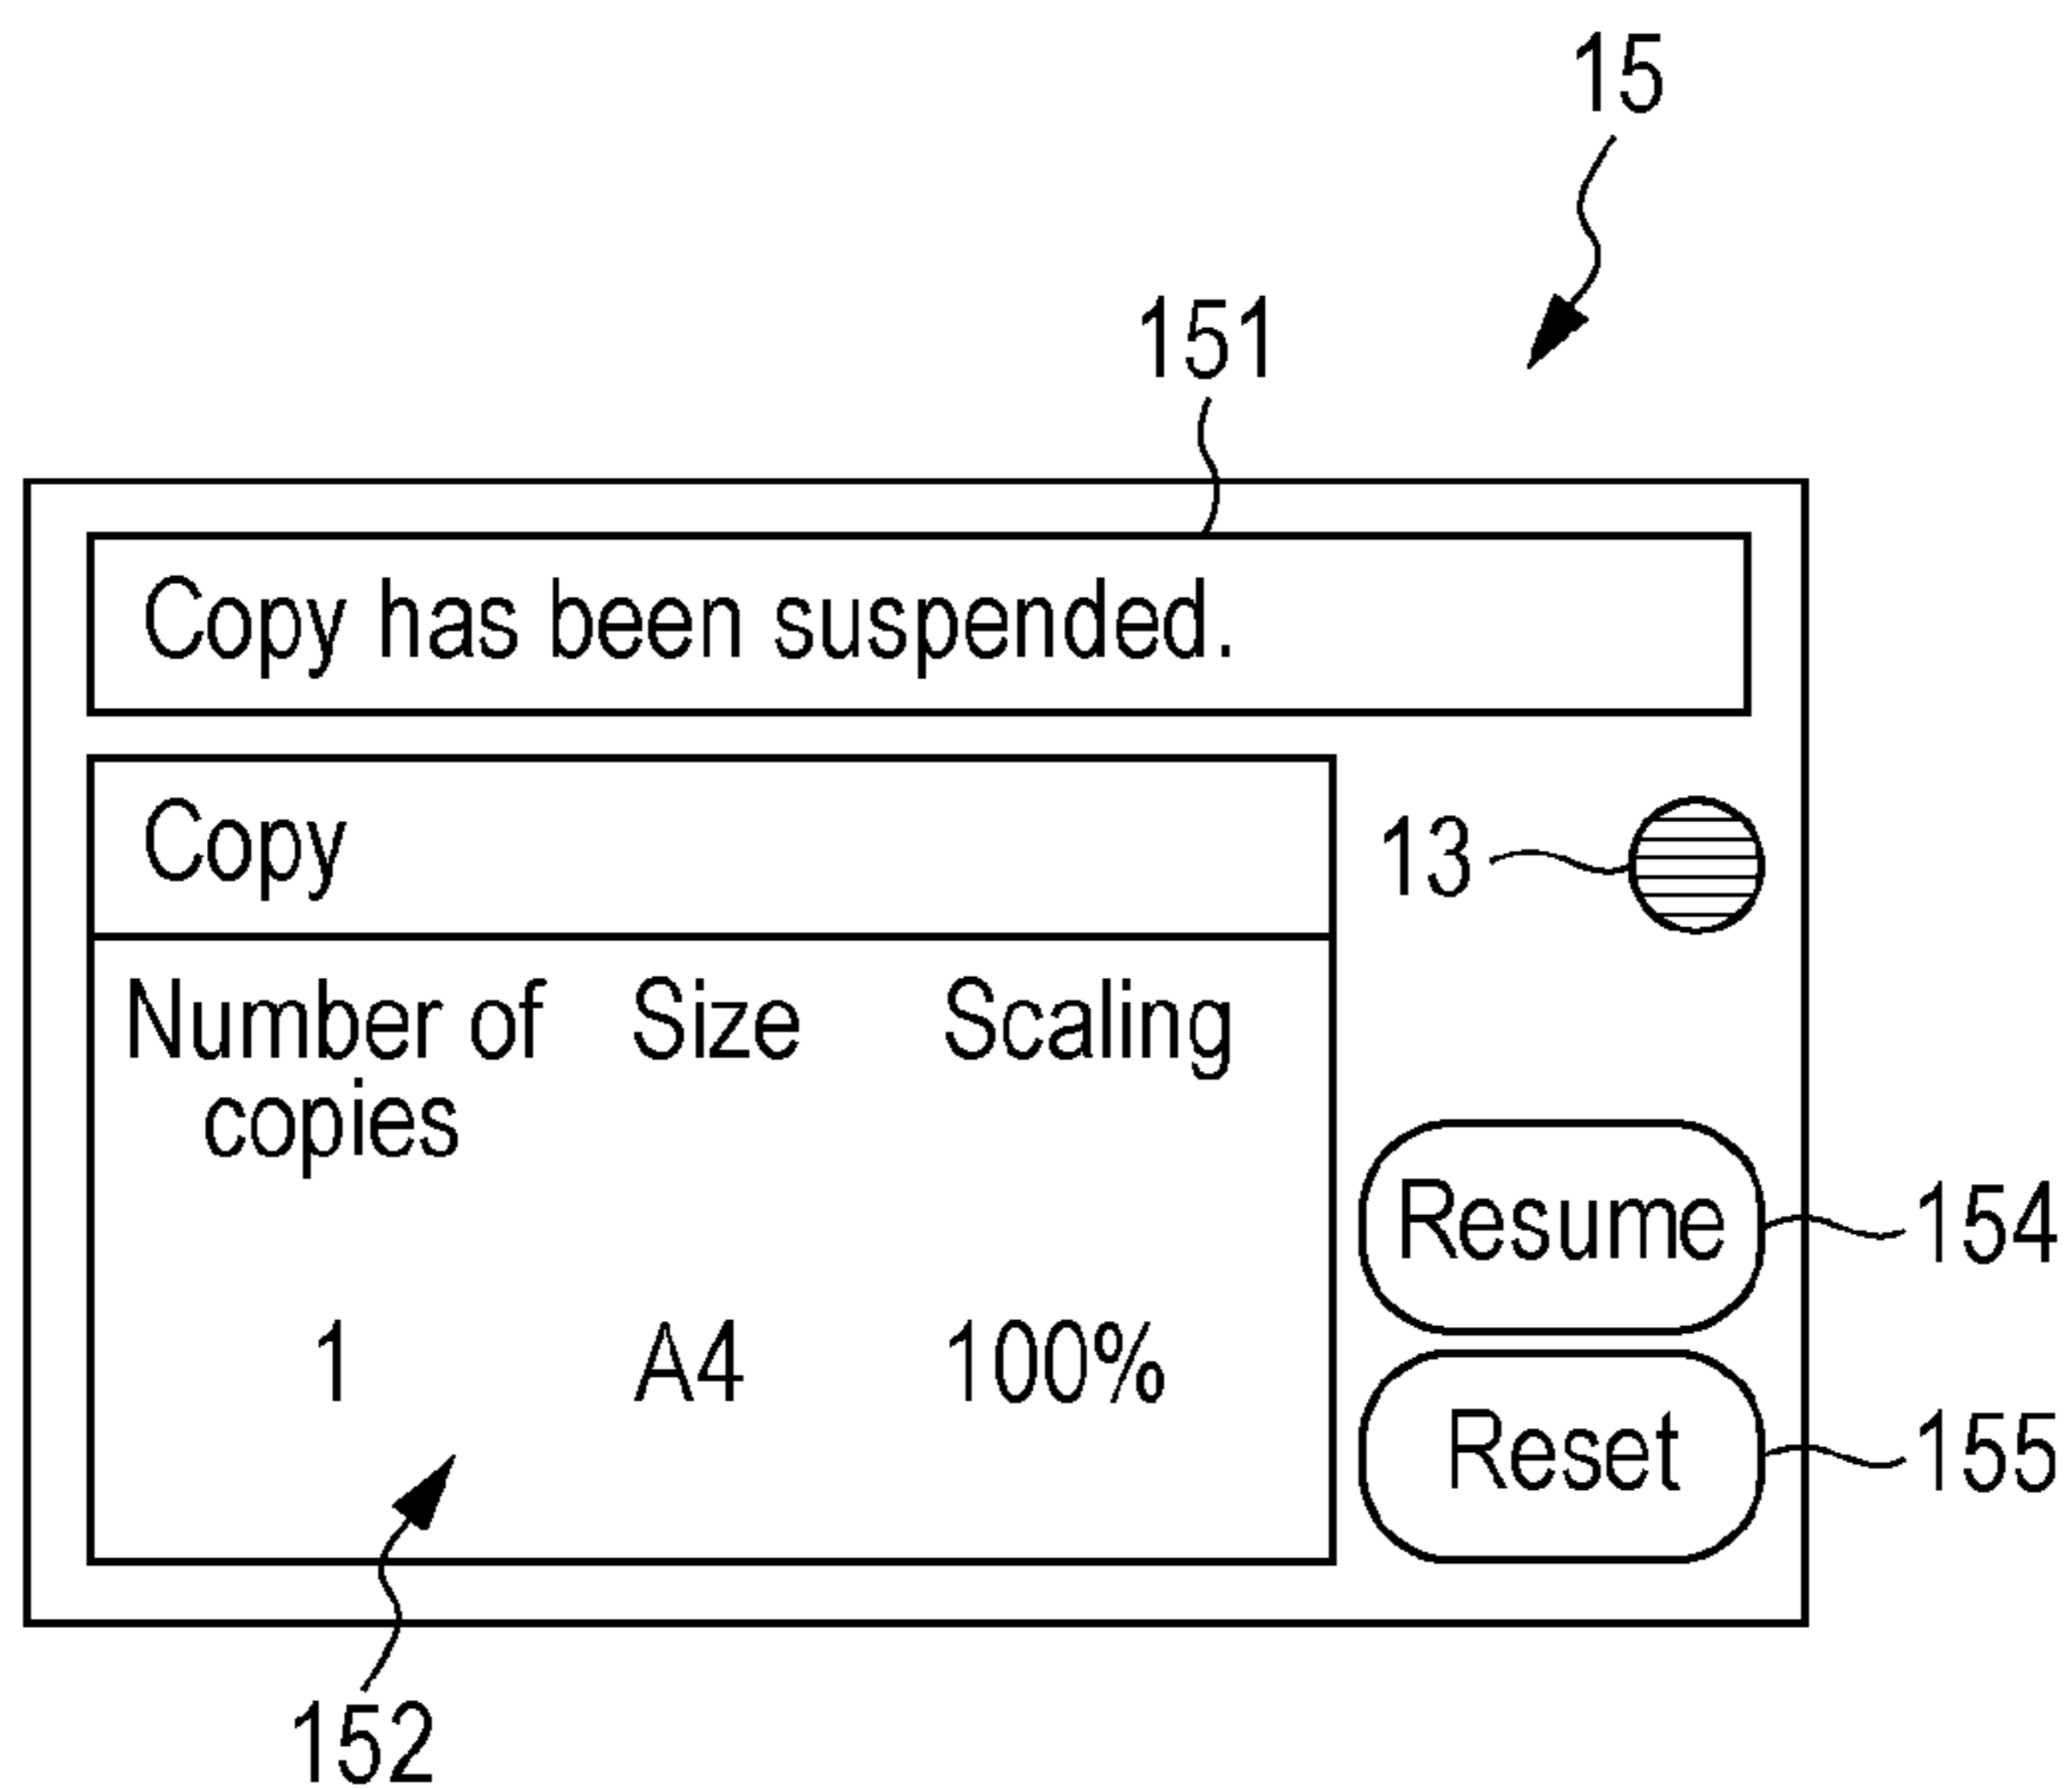 15
151
Copy has been suspended.
Copy
13
Number of Size Scaling
copies
Resume 154
1 A4 100%
Reset 155
152